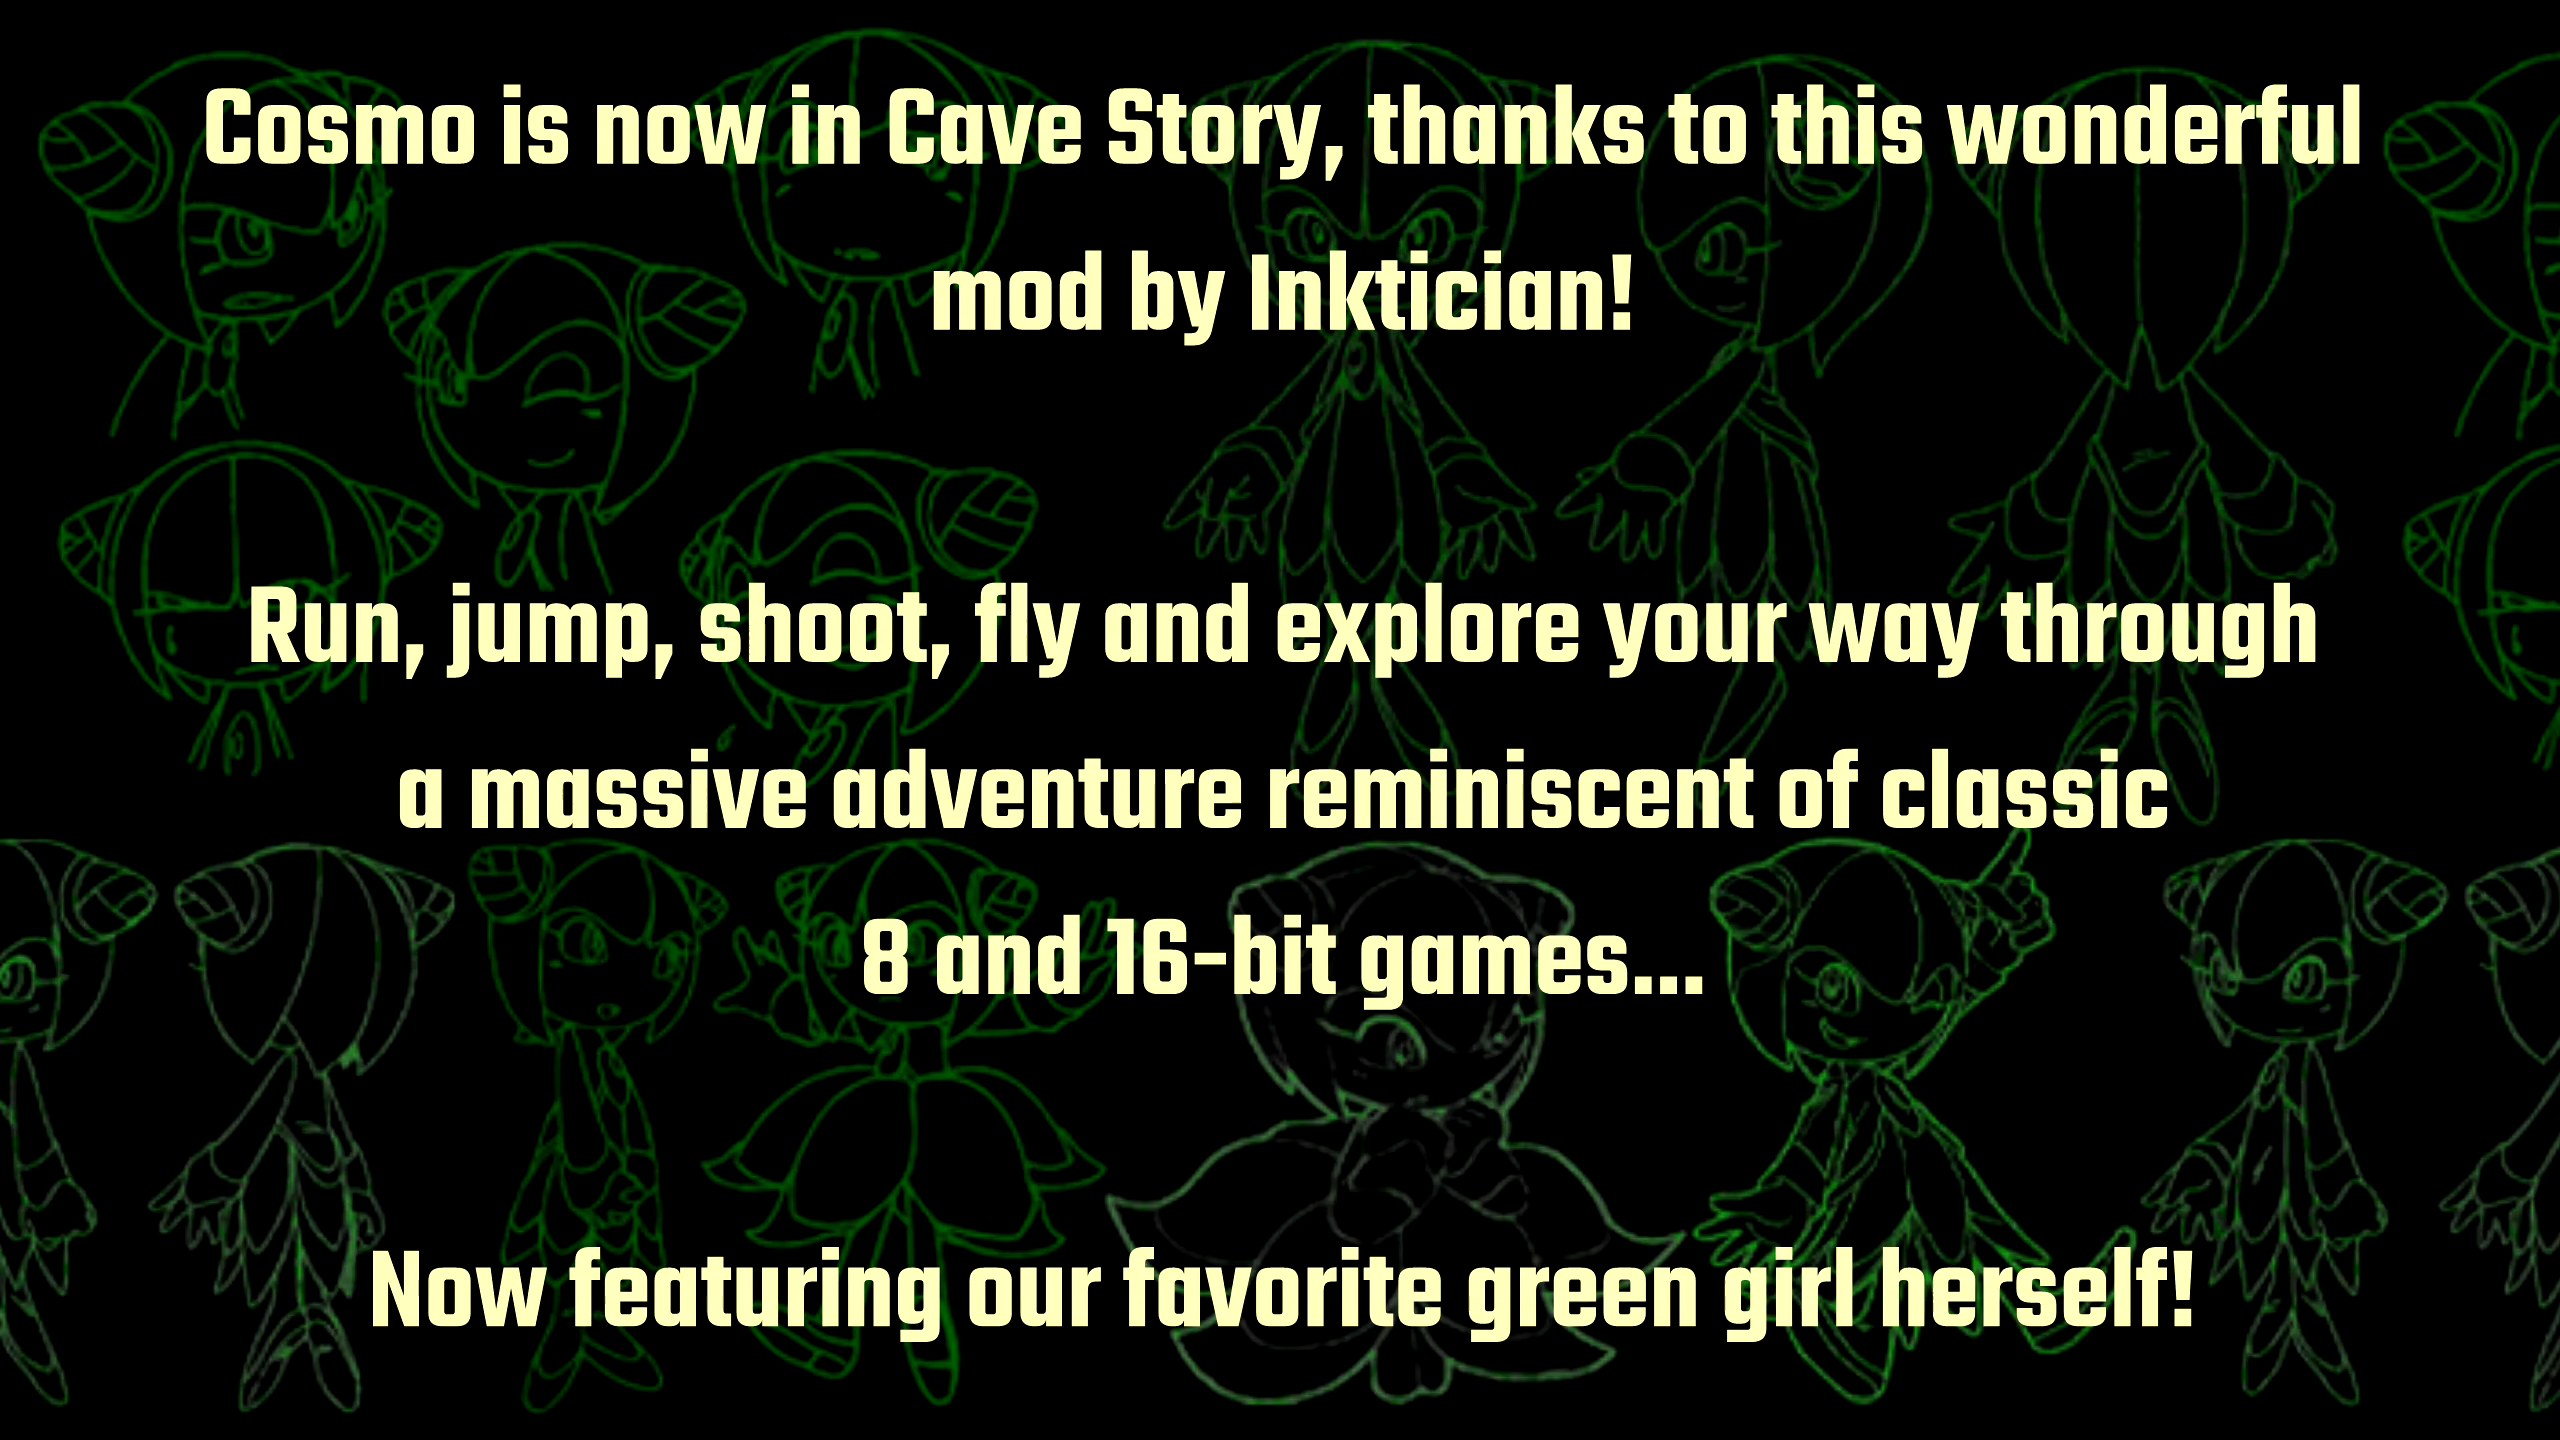 Cosmo is now in Cave Story, thanks to this wonderful
mod by Inktician!
Run, jump, shoot, fly and explore your way through
a massive adventure reminiscent of classic
8 and 16-bit games...
Now featuring our favorite green girl herself!